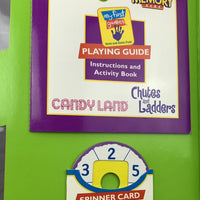 MEMORY
GAME
my first
games
PLAYING GUIDE
Instructions and
Activity Book
CANDY LAND
Chutes
and
Ladders
2
3 5
SPINNER CARD